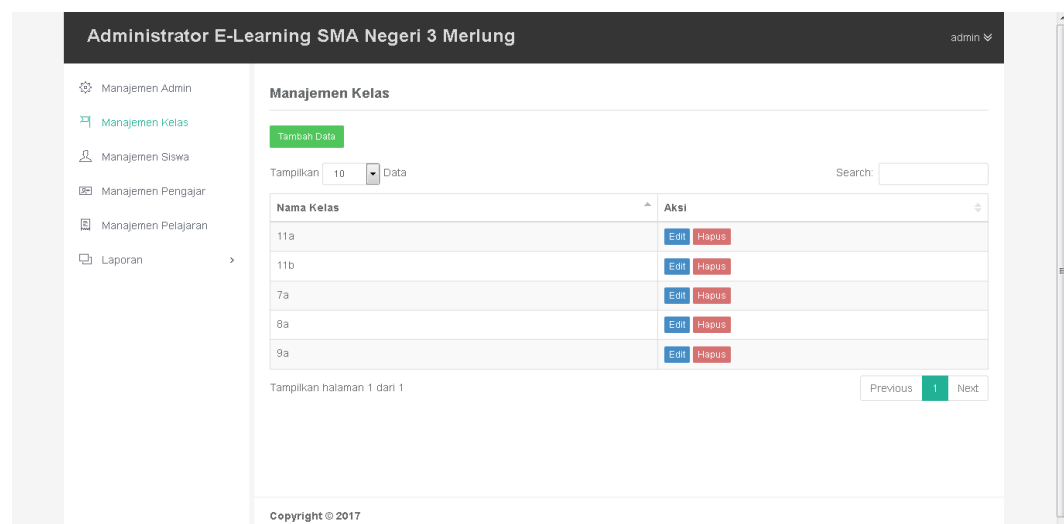 Administrator E-Learning SMA Negeri 3 Merlung
admin
Manajemen Admin
Manajemen Kelas
Manajemen Siswa
Manajemen Pengajar
Manajemen Pelajaran
Laporan
Manajemen Kelas
Tambah Data
Tampilkan 10 Data
Search:
Nama Kelas Aksi
11a Edit Hapus
11b Edit Hapus
7a Edit Hapus
8a Edit Hapus
9a Edit Hapus
Tampilkan halaman 1 dari 1
Previous 1 Next
Copyright © 2017